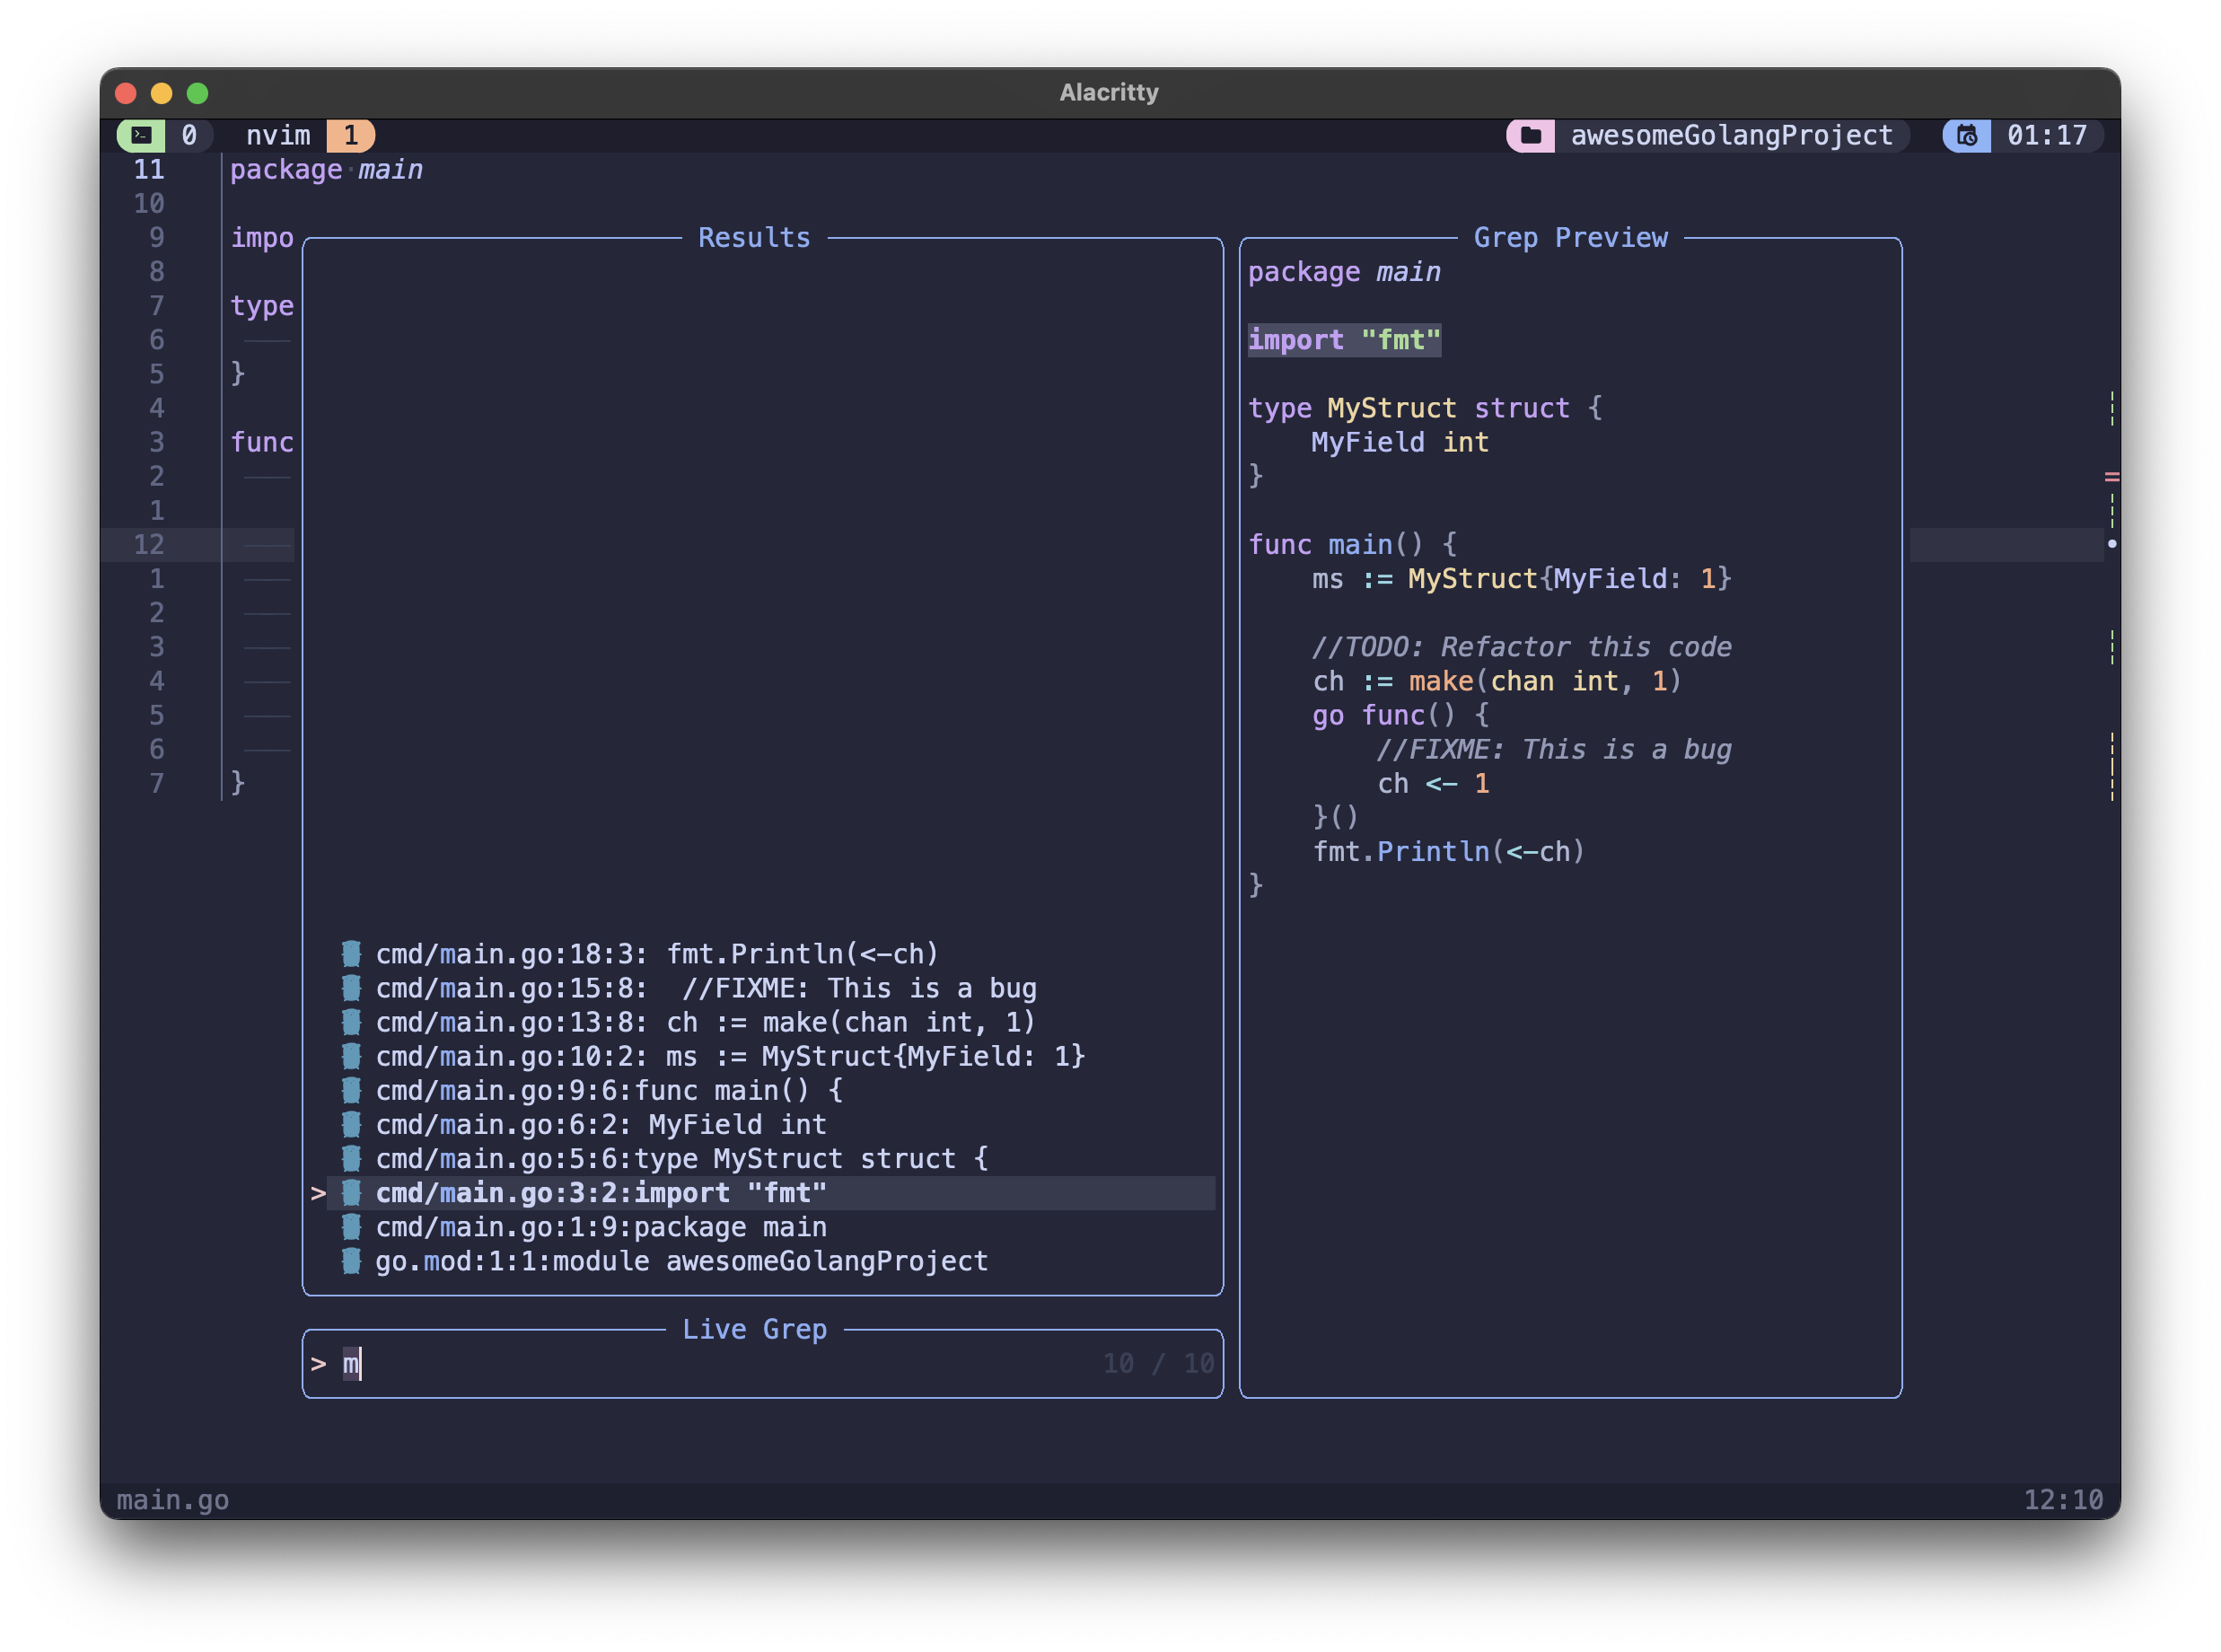 Alacritty
0 nvim 1 awesomeGolangProject 01:17
11 package main
10
9 impo
8
7 type
6
5 }
4
3 func
2
1
12
1
2
3
4
5
6
7 }
Results
cmd/main.go:18:3: fmt.Println(<-ch)
cmd/main.go:15:8:  //FIXME: This is a bug
cmd/main.go:13:8: ch := make(chan int, 1)
cmd/main.go:10:2: ms := MyStruct{MyField: 1}
cmd/main.go:9:6:func main() {
cmd/main.go:6:2: MyField int
cmd/main.go:5:6:type MyStruct struct {
> cmd/main.go:3:2:import "fmt"
cmd/main.go:1:9:package main
go.mod:1:1:module awesomeGolangProject
Live Grep
> m 10 / 10
Grep Preview
package main
import "fmt"
type MyStruct struct {
    MyField int
}
func main() {
    ms := MyStruct{MyField: 1}
    //TODO: Refactor this code
    ch := make(chan int, 1)
    go func() {
        //FIXME: This is a bug
        ch <- 1
    }()
    fmt.Println(<-ch)
}
main.go 12:10